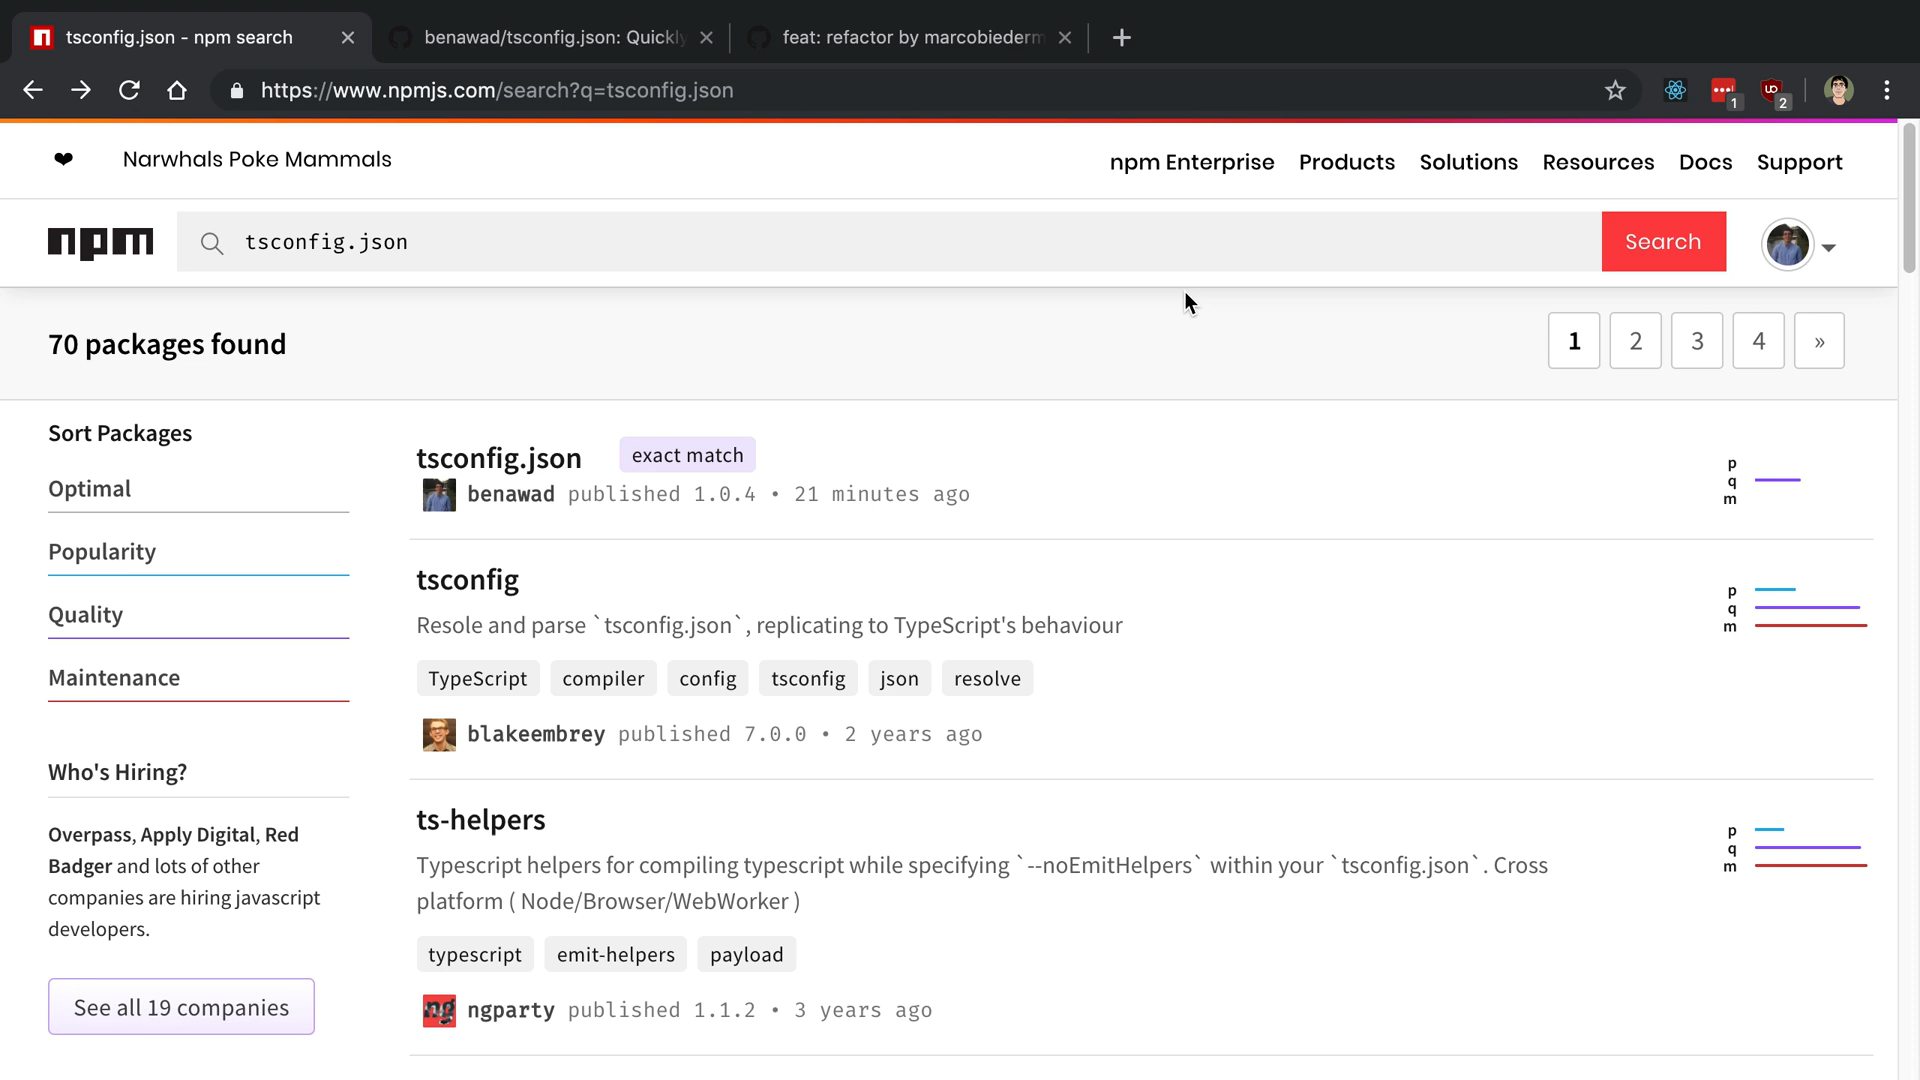 tsconfig.json - npm search
benawad/tsconfig.json: Quickly
feat: refactor by marcobiederm
https://www.npmjs.com/search?q=tsconfig.json
1
2
Narwhals Poke Mammals
npm Enterprise Products Solutions Resources Docs Support
npm
tsconfig.json
Search
70 packages found
1 2 3 4 »
Sort Packages
Optimal
Popularity
Quality
Maintenance
Who's Hiring?
Overpass, Apply Digital, Red
Badger and lots of other
companies are hiring javascript
developers.
See all 19 companies
tsconfig.json exact match
benawad published 1.0.4 • 21 minutes ago
p
q
m
tsconfig
Resole and parse `tsconfig.json`, replicating to TypeScript's behaviour
TypeScript compiler config tsconfig json resolve
blakeembrey published 7.0.0 • 2 years ago
p
q
m
ts-helpers
Typescript helpers for compiling typescript while specifying `--noEmitHelpers` within your `tsconfig.json`. Cross
platform ( Node/Browser/WebWorker )
typescript emit-helpers payload
ng
ngparty published 1.1.2 • 3 years ago
p
q
m